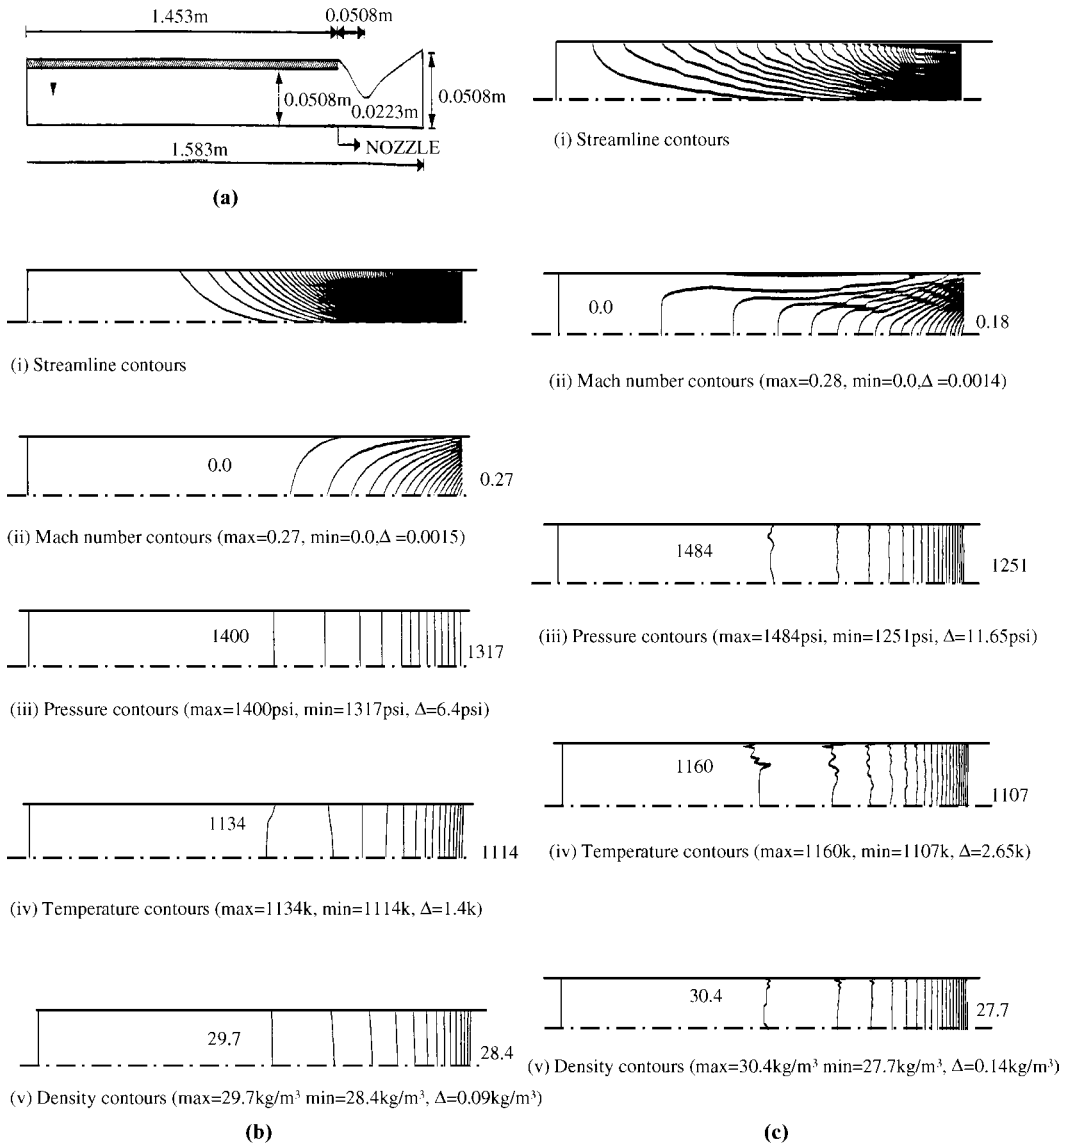 1.453m
0.0508m
0.0508m
0.0223m
0.0508m
NOZZLE
1.583m
(a)
(i) Streamline contours
0.0
0.27
(ii) Mach number contours (max=0.27, min=0.0,Δ =0.0015)
1400
1317
(iii) Pressure contours (max=1400psi, min=1317psi, Δ=6.4psi)
1134
1114
(iv) Temperature contours (max=1134k, min=1114k, Δ=1.4k)
29.7
28.4
(v) Density contours (max=29.7kg/m³ min=28.4kg/m³, Δ=0.09kg/m³)
(b)
(i) Streamline contours
0.0
0.18
(ii) Mach number contours (max=0.28, min=0.0,Δ =0.0014)
1484
1251
(iii) Pressure contours (max=1484psi, min=1251psi, Δ=11.65psi)
1160
1107
(iv) Temperature contours (max=1160k, min=1107k, Δ=2.65k)
30.4
27.7
(v) Density contours (max=30.4kg/m³ min=27.7kg/m³, Δ=0.14kg/m³)
(c)